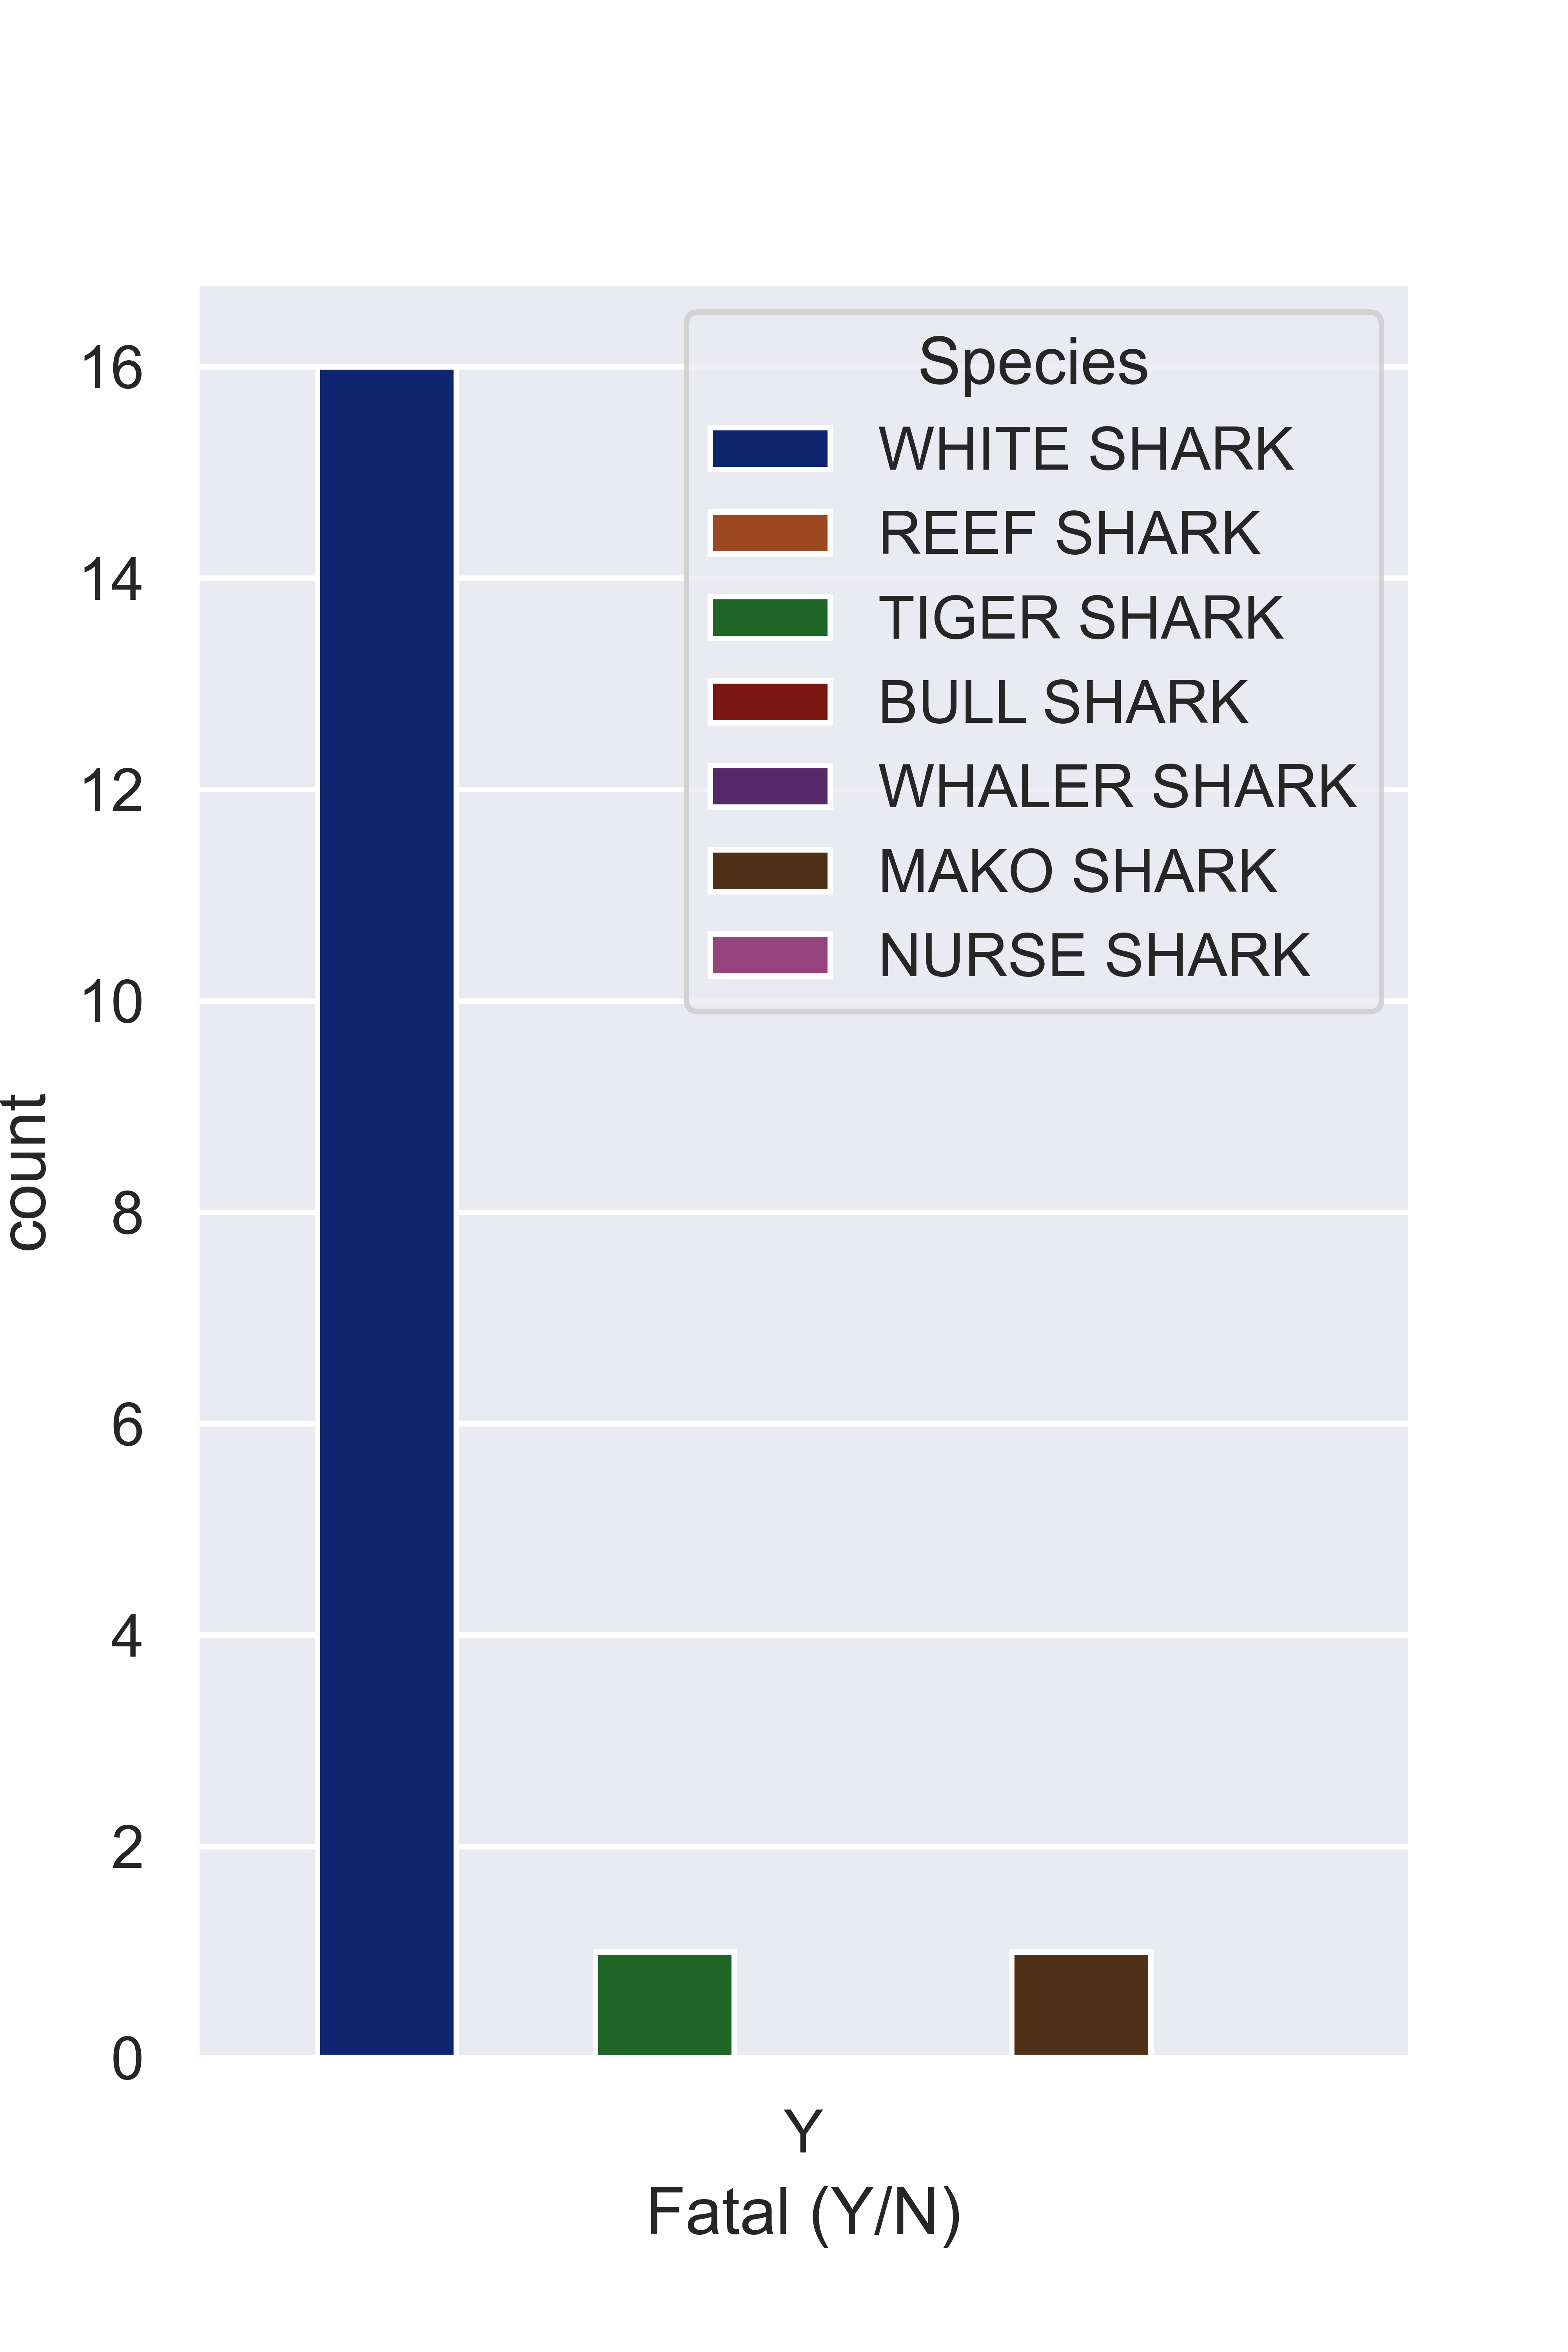 Species
WHITE SHARK
REEF SHARK
TIGER SHARK
BULL SHARK
WHALER SHARK
MAKO SHARK
NURSE SHARK
16
14
12
10
8
6
4
2
0
count
Y
Fatal (Y/N)